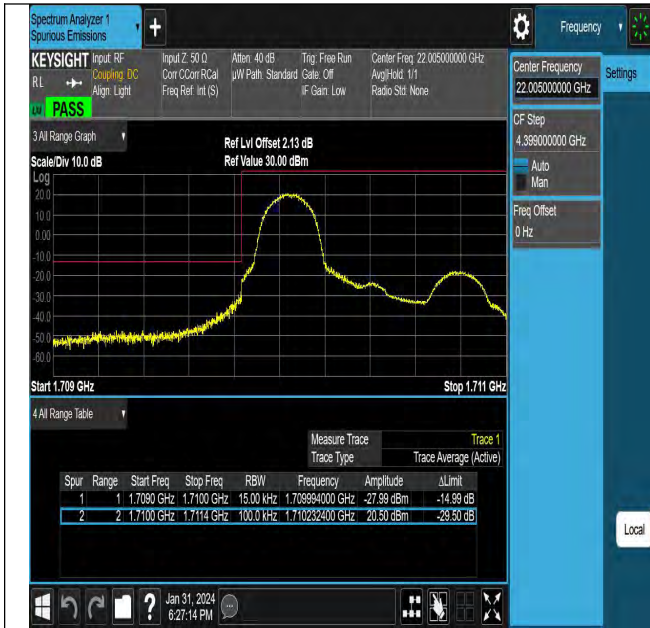 Spectrum Analyzer 1
Spurious Emissions
+
Frequency
KEYSIGHT
RL
Input: RF
Coupling: DC
Align: Light
Input Z: 50 Ω
Corr CCorr RCal
Freq Ref: Int (S)
Atten: 40 dB
µW Path: Standard
Trig: Free Run
Gate: Off
IF Gain: Low
Center Freq: 22.005000000 GHz
Avg|Hold: 1/1
Radio Std: None
PASS
Center Frequency
22.005000000 GHz
Settings
CF Step
4.399000000 GHz
Auto
Man
Freq Offset
0 Hz
3 All Range Graph
Scale/Div 10.0 dB
Ref Lvl Offset 2.13 dB
Ref Value 30.00 dBm
Log
20.0
10.0
0.00
-10.0
-20.0
-30.0
-40.0
-50.0
-60.0
Start 1.709 GHz
Stop 1.711 GHz
4 All Range Table
Measure Trace Trace 1
Trace Type Trace Average (Active)
Spur Range Start Freq Stop Freq RBW Frequency Amplitude ΔLimit
1 1 1.7090 GHz 1.7100 GHz 15.00 kHz 1.709994000 GHz -27.99 dBm -14.99 dB
2 2 1.7100 GHz 1.7114 GHz 100.0 kHz 1.710232400 GHz 20.50 dBm -29.50 dB
Local
?
Jan 31, 2024
6:27:14 PM